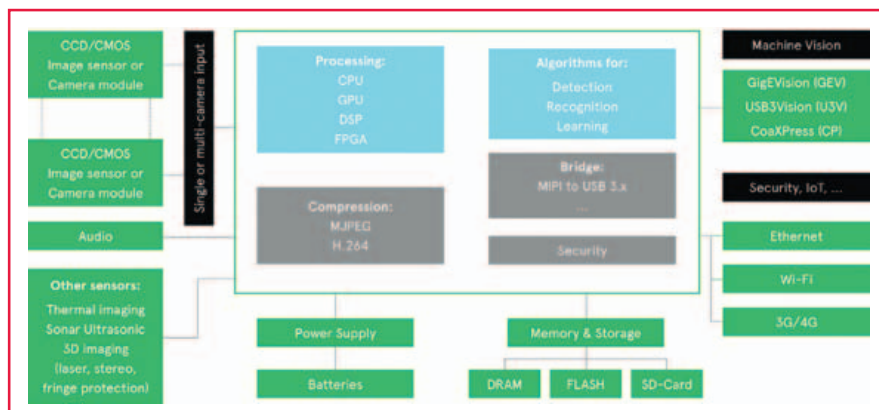 CCD/CMOS
Image sensor or
Camera module
CCD/CMOS
Image sensor or
Camera module
Single or multi-camera input
Audio
Other sensors:
Thermal imaging
Sonar Ultrasonic
3D imaging
(laser, stereo,
fringe protection)
Processing:
CPU
GPU
DSP
FPGA
Compression:
MJPEG
H.264
Algorithms for:
Detection
Recognition
Learning
Bridge:
MIPI to USB 3.x
...
Security
Power Supply
Batteries
Memory & Storage
DRAM
FLASH
SD-Card
Machine Vision
GigEVision (GEV)
USB3Vision (U3V)
CoaXPress (CP)
Security, IoT, ...
Ethernet
Wi-Fi
3G/4G